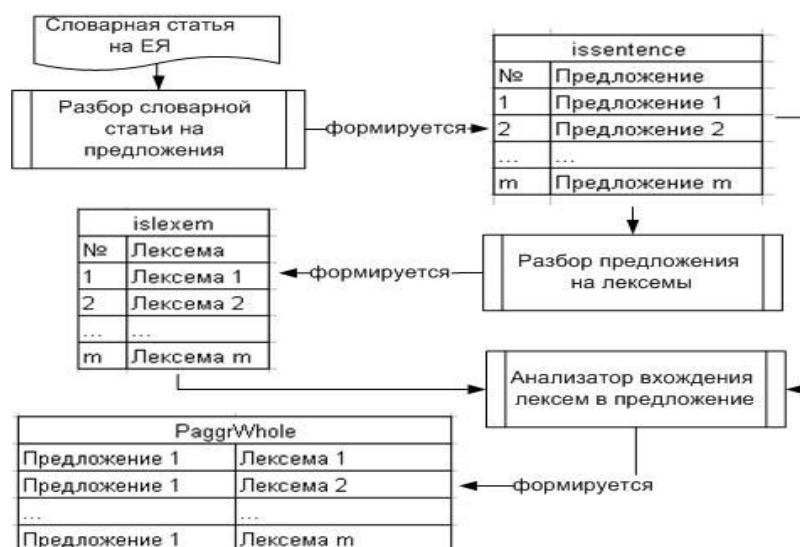 Словарная статья
на ЕЯ
Разбор словарной
статьи на
предложения
формируется
issentence
№ Предложение
1 Предложение 1
2 Предложение 2
... ...
m Предложение m
Разбор предложения
на лексемы
формируется
islexem
№ Лексема
1 Лексема 1
2 Лексема 2
... ...
m Лексема m
Анализатор вхождения
лексем в предложение
формируется
PaggrWhole
Предложение 1 Лексема 1
Предложение 1 Лексема 2
... ...
Предложение 1 Лексема m